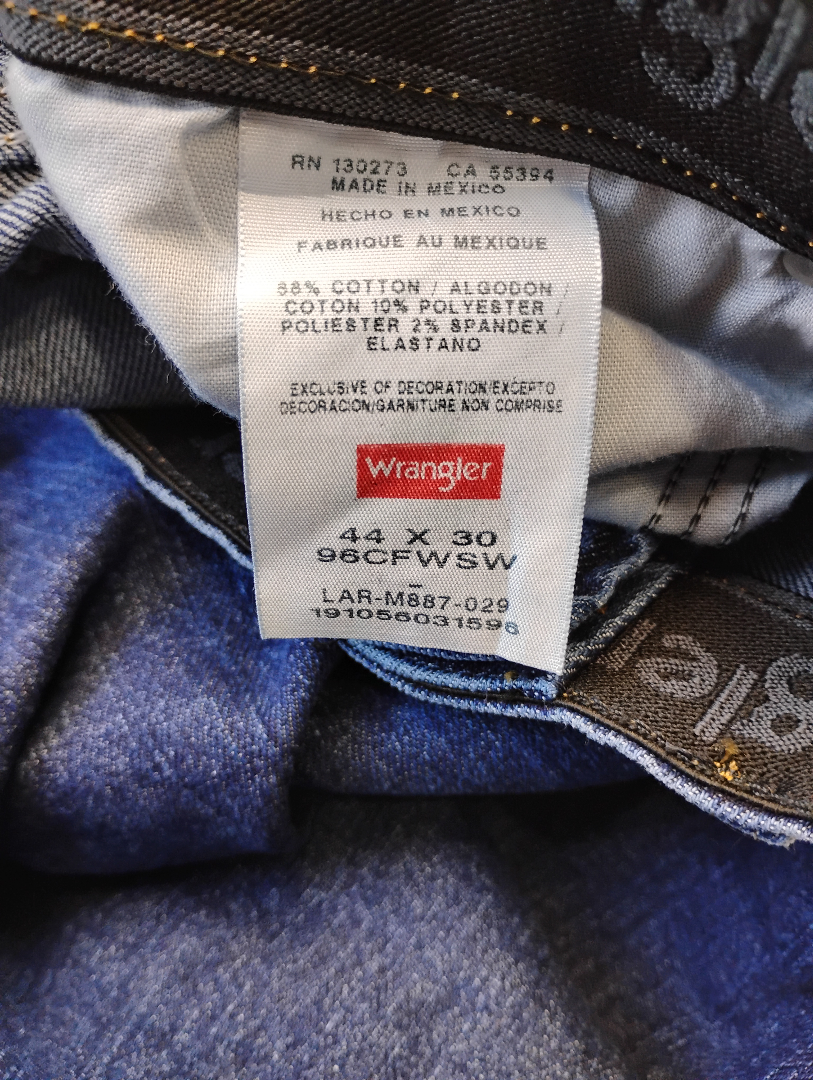 RN 130273 CA 55394
MADE IN MEXICO
HECHO EN MEXICO
FABRIQUE AU MEXIQUE
88% COTTON / ALGODON /
COTON 10% POLYESTER /
POLIESTER 2% SPANDEX /
ELASTANO
EXCLUSIVE OF DECORATION/EXCEPTO
DECORACION/GARNITURE NON COMPRISE
Wrangler
44 X 30
96CFWSW
–
LAR-M887-029
191056031596